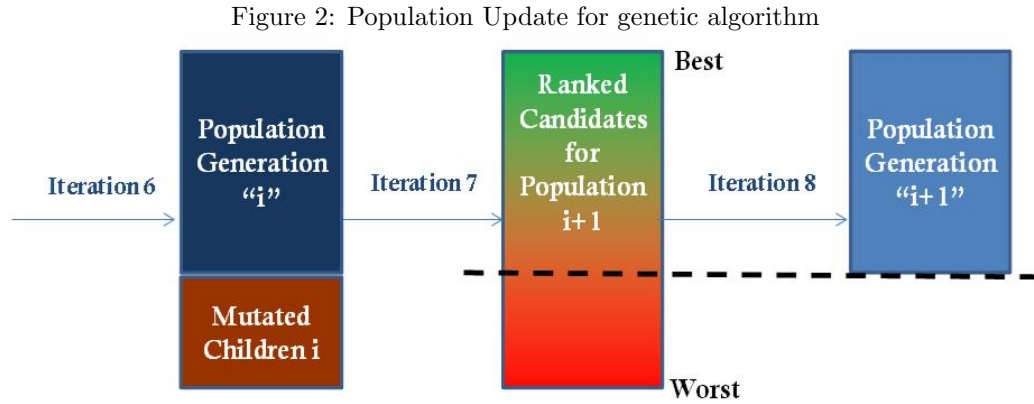 Figure 2: Population Update for genetic algorithm
Iteration 6
Population
Generation
“i”
Mutated
Children i
Iteration 7
Ranked
Candidates
for
Population
i+1
Best
Worst
Iteration 8
Population
Generation
“i+1”